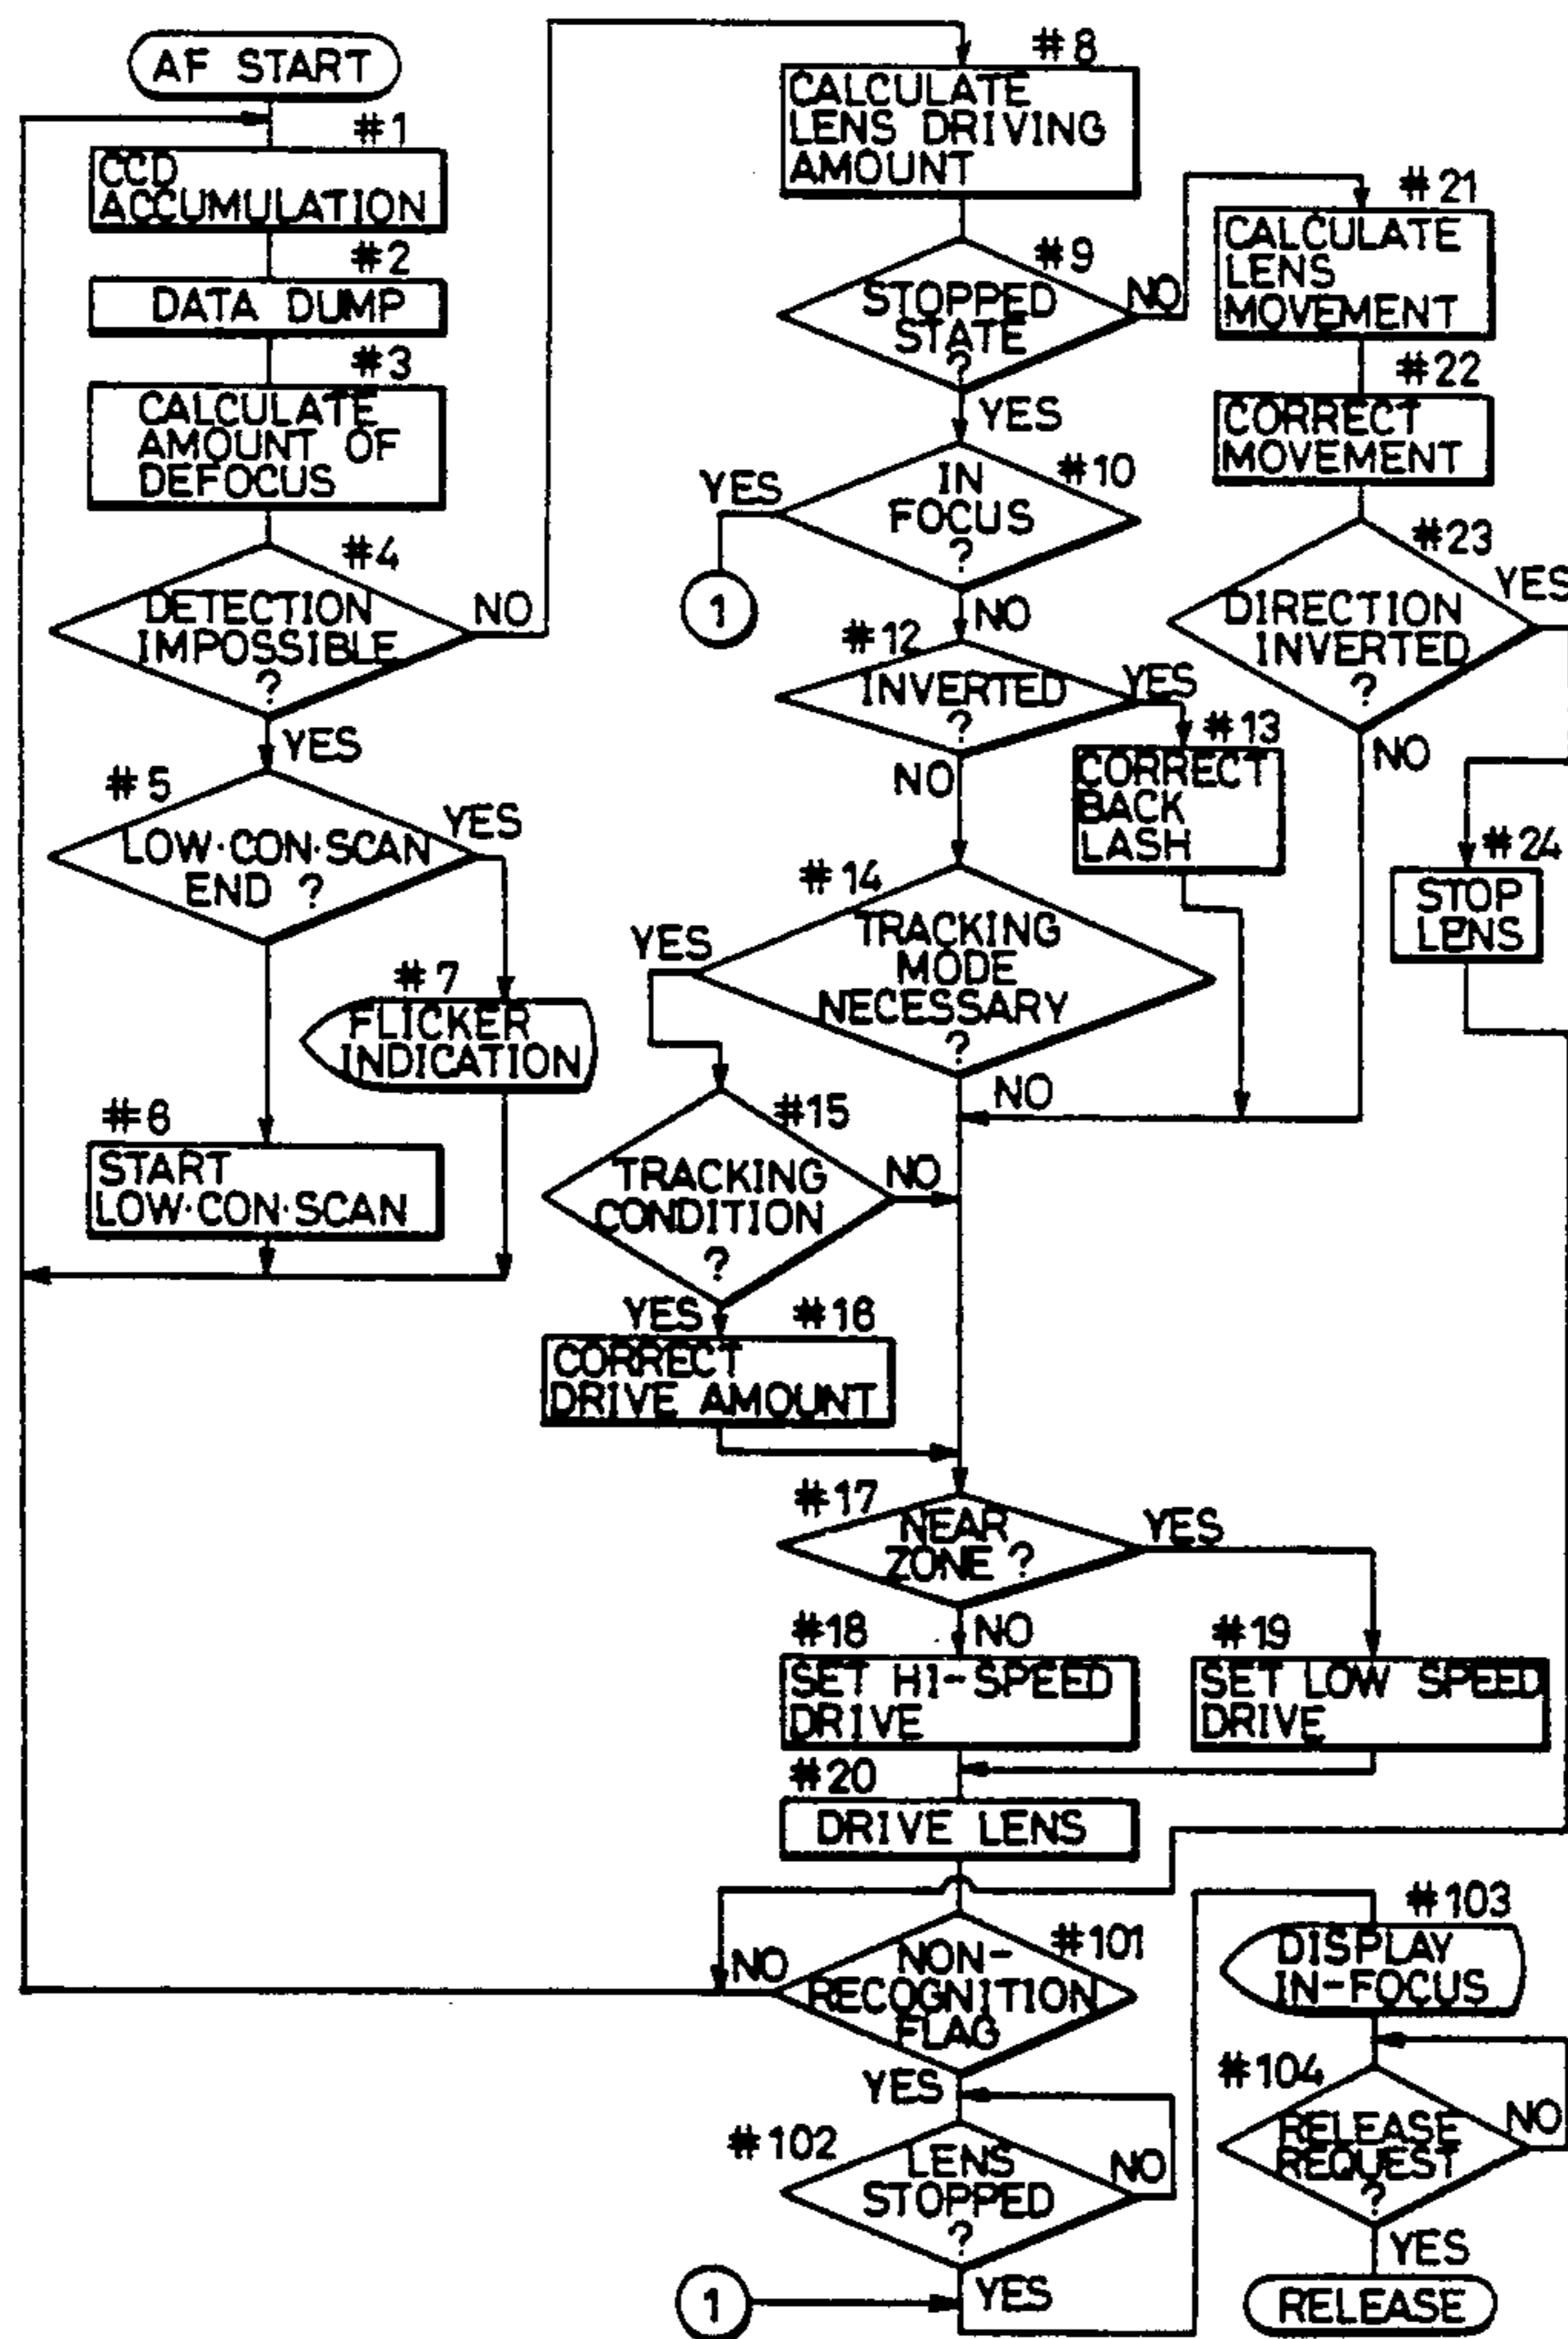 AF START
#1
CCD
ACCUMULATION
#2
DATA DUMP
#3
CALCULATE
AMOUNT OF
DEFOCUS
#4
DETECTION
IMPOSSIBLE
?
NO
YES
#5
LOW·CON·SCAN
END ?
YES
#7
FLICKER
INDICATION
#6
START
LOW·CON·SCAN
#8
CALCULATE
LENS DRIVING
AMOUNT
#9
STOPPED
STATE
?
NO
YES
#10
IN
FOCUS
?
YES
1
NO
#12
INVERTED
?
YES
NO
#13
CORRECT
BACK
LASH
#14
TRACKING
MODE
NECESSARY
?
YES
NO
#15
TRACKING
CONDITION
?
NO
YES
#16
CORRECT
DRIVE AMOUNT
#17
NEAR
ZONE ?
YES
NO
#18
SET HI-SPEED
DRIVE
#19
SET LOW SPEED
DRIVE
#20
DRIVE LENS
#21
CALCULATE
LENS
MOVEMENT
#22
CORRECT
MOVEMENT
#23
DIRECTION
INVERTED
?
YES
NO
#24
STOP
LENS
#101
NON-
RECOGNITION
FLAG
NO
YES
#102
LENS
STOPPED
?
NO
YES
1
#103
DISPLAY
IN-FOCUS
#104
RELEASE
REQUEST
?
NO
YES
RELEASE